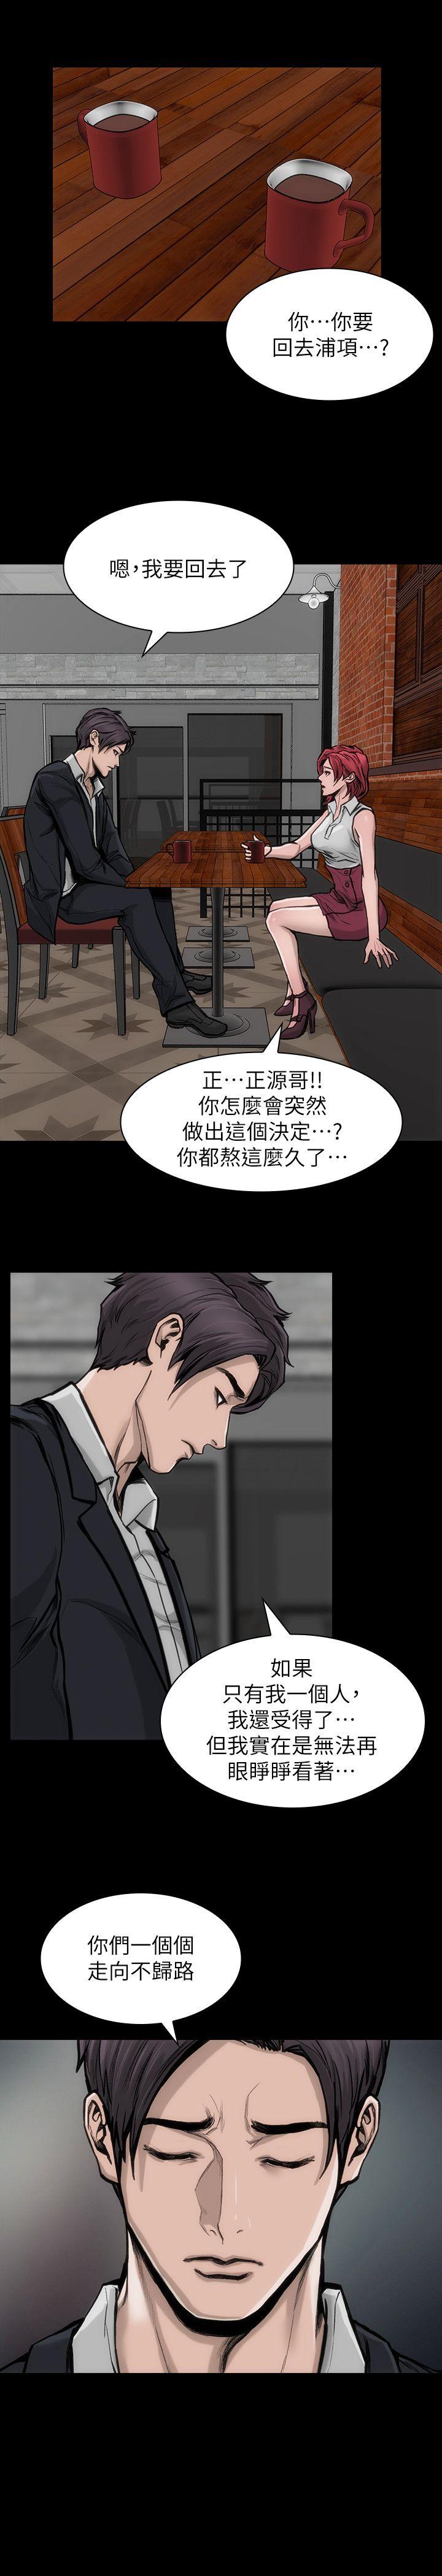 你…你要
回去浦項…?
嗯,我要回去了
正…正源哥!!
你怎麼會突然
做出這個決定…?
你都熬這麼久了…
如果
只有我一個人,
我還受得了…
但我實在是無法再
眼睜睜看著…
你們一個個
走向不歸路